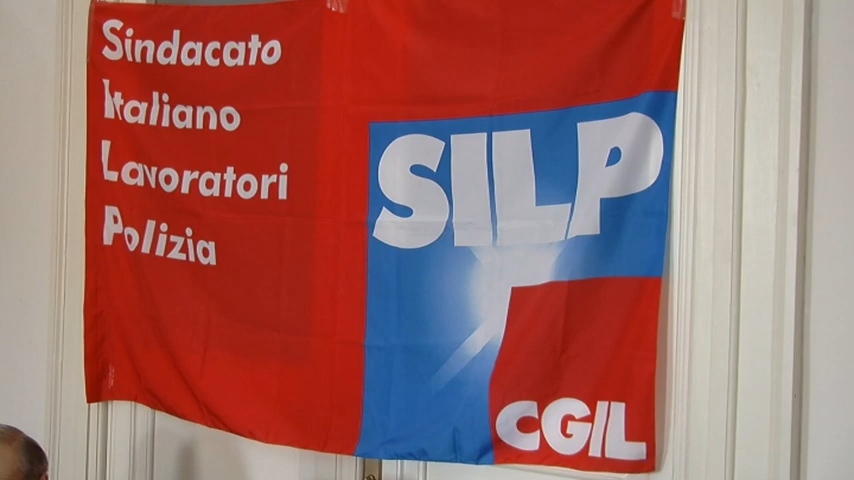 Sindacato
Italiano
Lavoratori
Polizia
SILP
CGIL